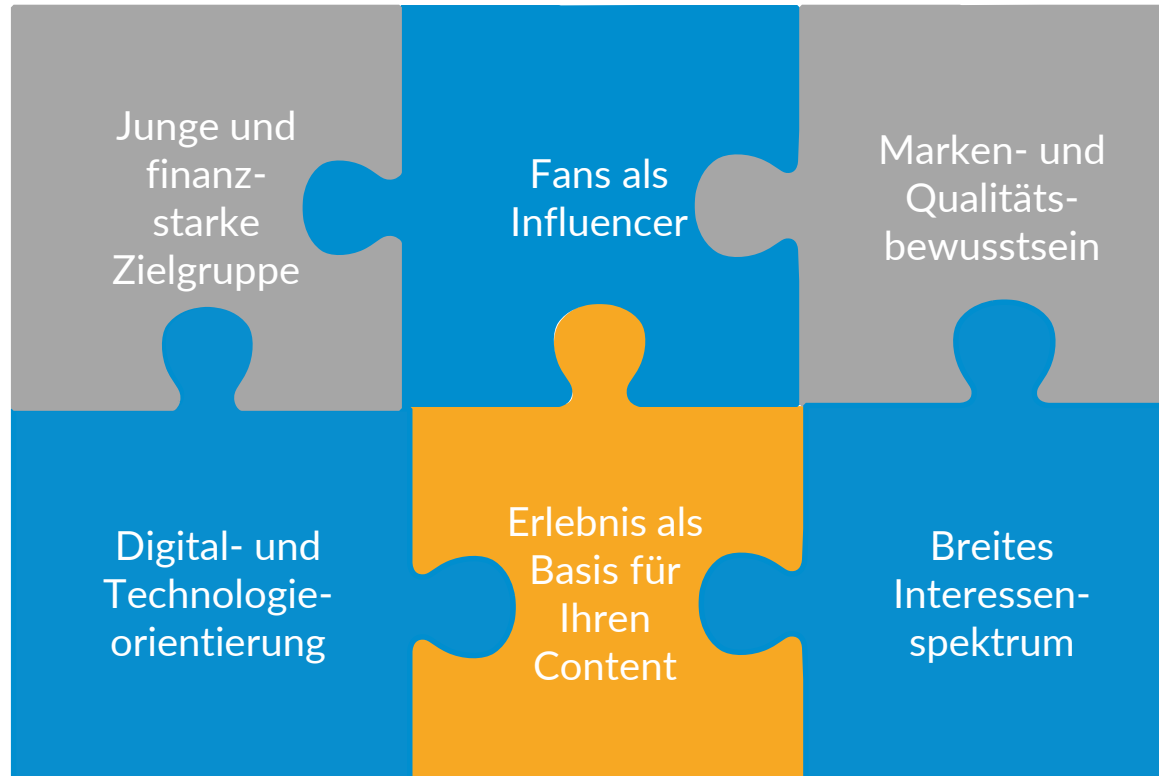 Junge und
finanz-
starke
Zielgruppe
Fans als
Influencer
Marken- und
Qualitäts-
bewusstsein
Digital- und
Technologie-
orientierung
Erlebnis als
Basis für
Ihren
Content
Breites
Interessen-
spektrum